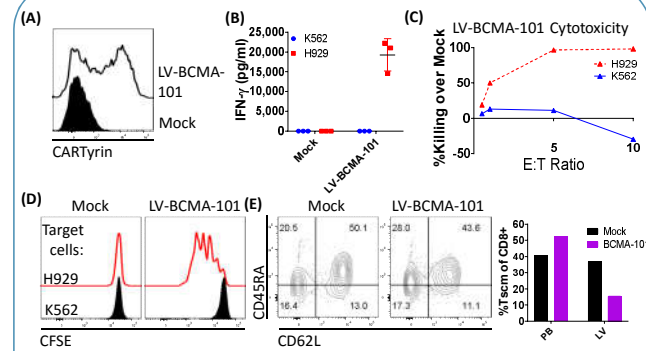 (A)
LV-BCMA-
101
Mock
CARTyrin
(B)
K562
H929
IFN-γ (pg/ml)
25,000
20,000
15,000
10,000
5,000
0
Mock
LV-BCMA-101
(C)
LV-BCMA-101 Cytotoxicity
%Killing over Mock
100
50
0
-50
5
10
E:T Ratio
H929
K562
(D)
Mock
LV-BCMA-101
Target
cells:
H929
K562
CFSE
(E)
Mock
LV-BCMA-101
CD45RA
20.5
50.1
16.4
13.0
28.0
43.6
17.3
11.1
CD62L
%Tscm of CD8+
60
50
40
30
20
10
0
PB
LV
Mock
BCMA-101